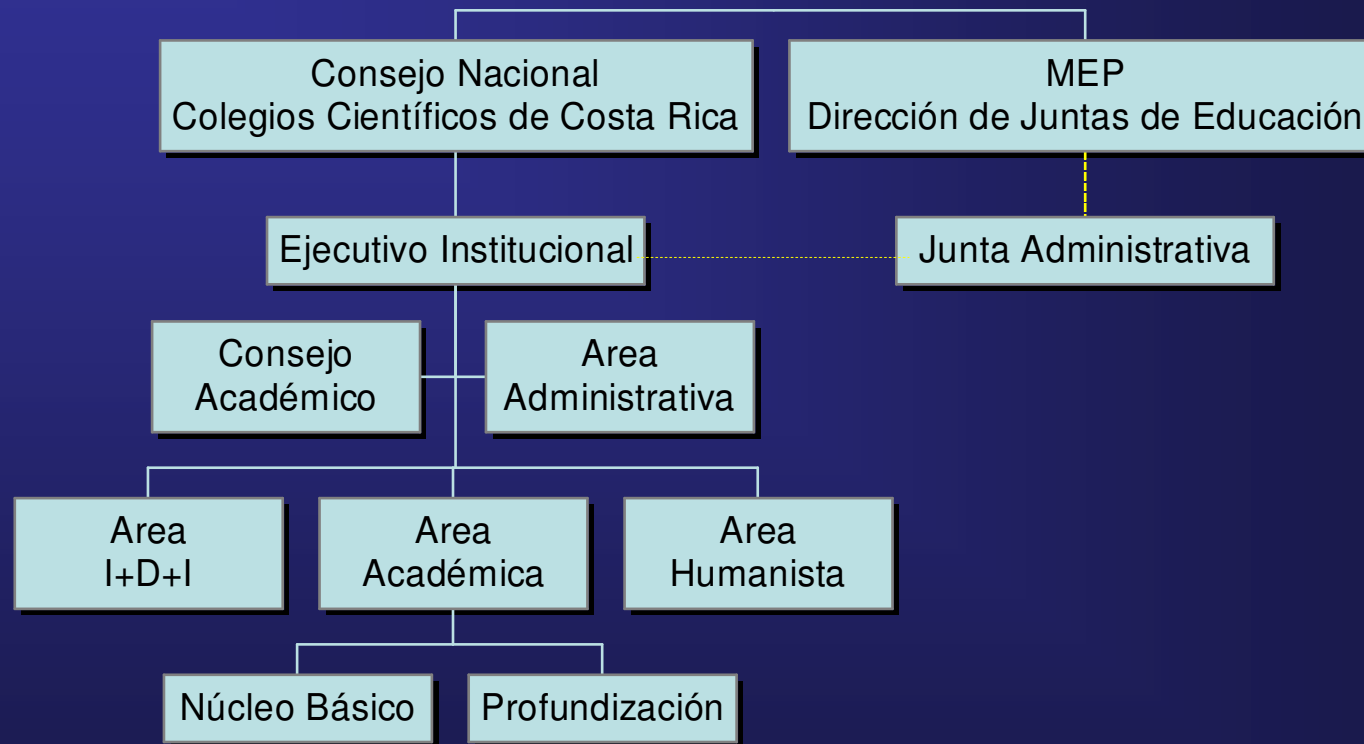 Consejo Nacional
Colegios Científicos de Costa Rica
MEP
Dirección de Juntas de Educación
Ejecutivo Institucional
Junta Administrativa
Consejo
Académico
Area
Administrativa
Area
I+D+I
Area
Académica
Area
Humanista
Núcleo Básico
Profundización